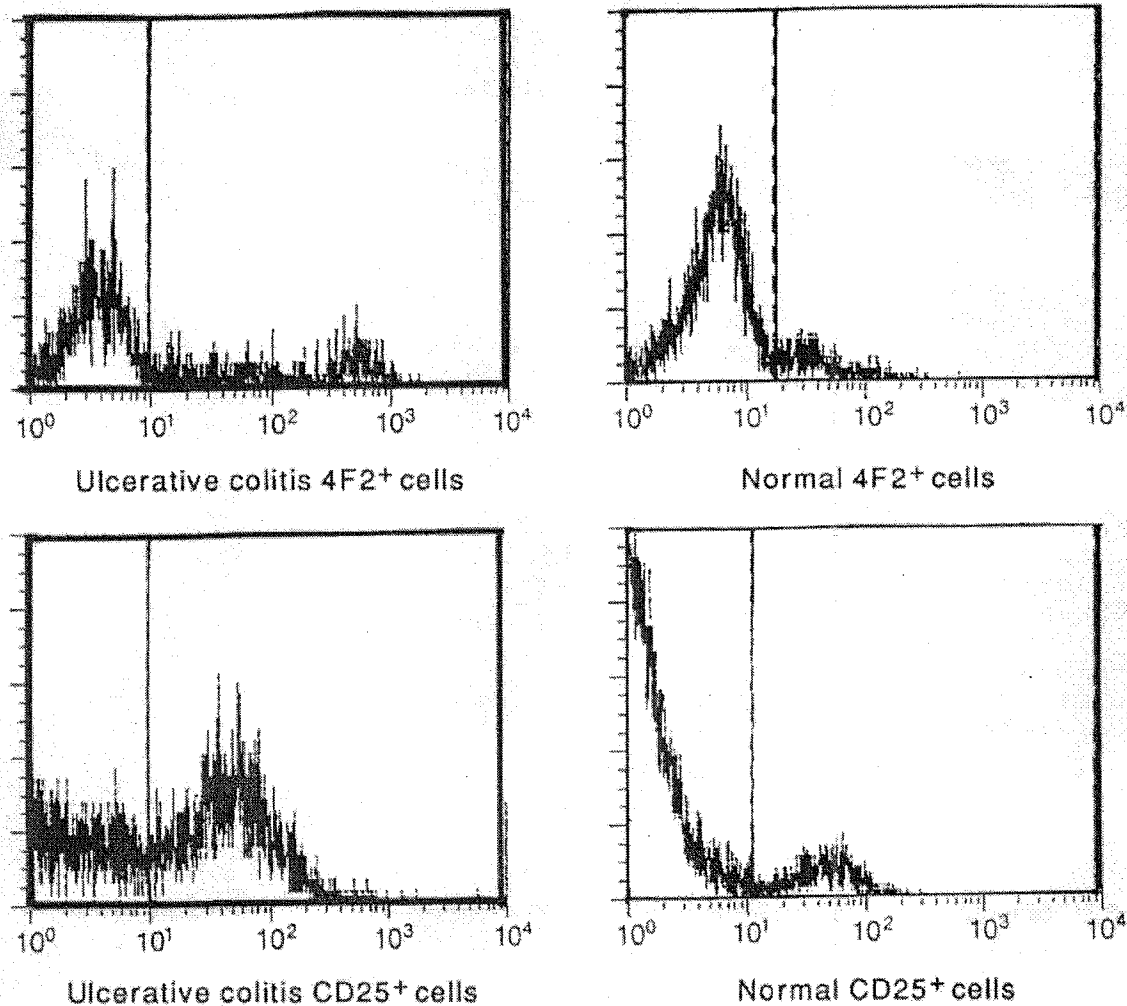 10⁰ 10¹ 10² 10³ 10⁴
Ulcerative colitis 4F2⁺ cells
10⁰ 10¹ 10² 10³ 10⁴
Normal 4F2⁺ cells
10⁰ 10¹ 10² 10³ 10⁴
Ulcerative colitis CD25⁺ cells
10⁰ 10¹ 10² 10³ 10⁴
Normal CD25⁺ cells